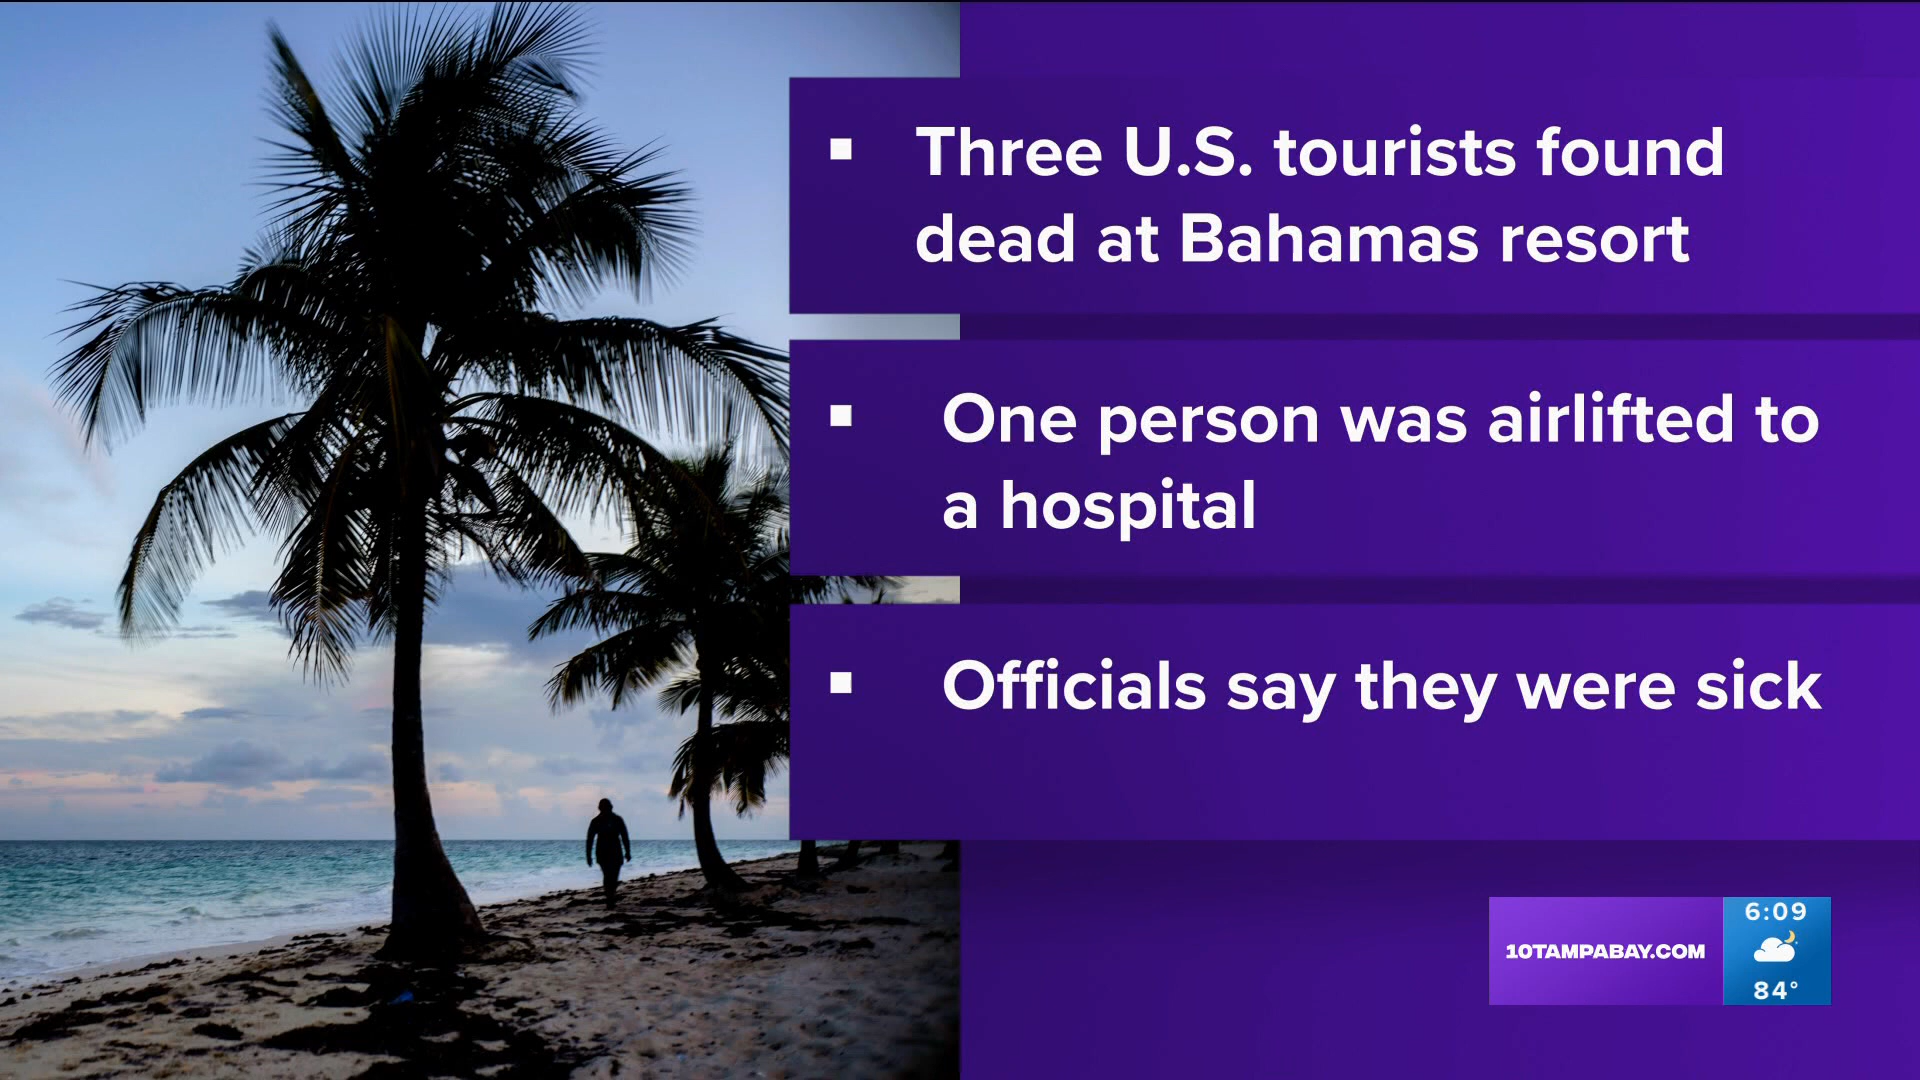 ▪ Three U.S. tourists found
dead at Bahamas resort
▪ One person was airlifted to
a hospital
▪ Officials say they were sick
10TAMPABAY.COM
6:09
84°